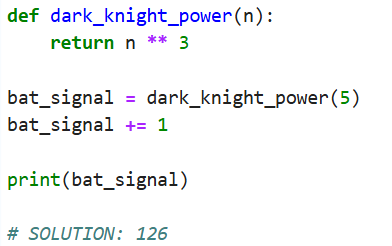 def dark_knight_power(n):
    return n ** 3

bat_signal = dark_knight_power(5)
bat_signal += 1

print(bat_signal)

# SOLUTION: 126